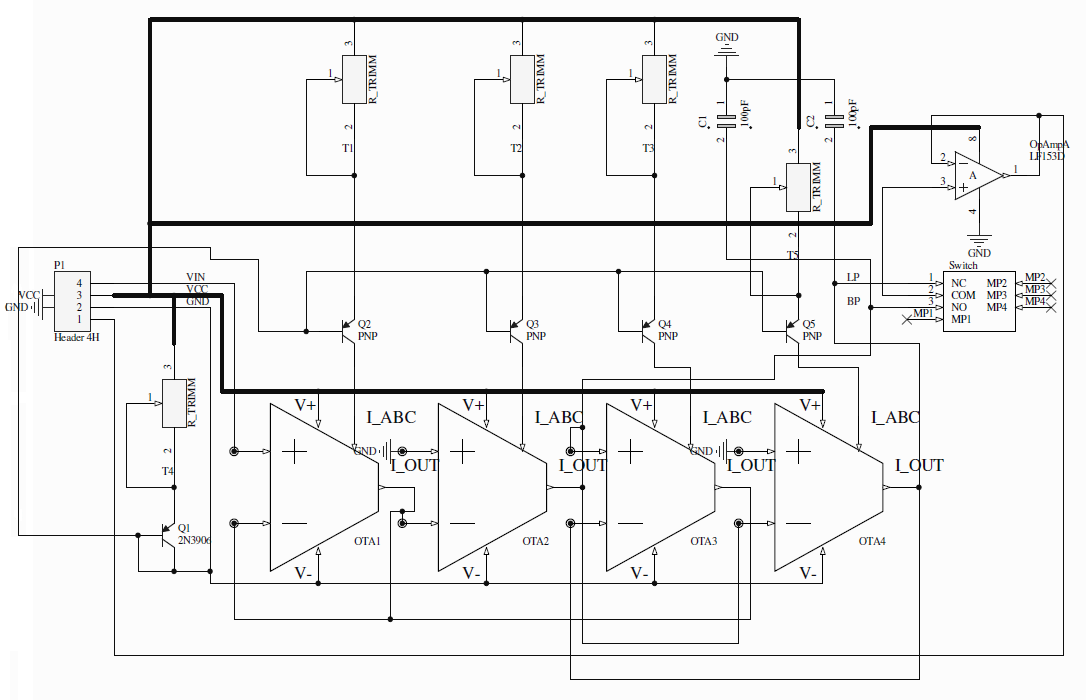 GND
3 3 3
1 R_TRIMM 1 R_TRIMM 1 R_TRIMM
2 2 2
T1 T2 T3
1 1
C1 100pF C2 100pF
2 2
3
1 R_TRIMM
2
T5
8
OpAmpA
LF153D
2
3 A 1
4
GND
P1
VCC
GND
4 VIN
3 VCC
2 GND
1
Header 4H
Switch
LP 1 NC MP2 MP2
2 COM MP3 MP3
BP 3 NO MP4 MP4
MP1 MP1
Q2 Q3 Q4 Q5
PNP PNP PNP PNP
3
1 R_TRIMM
2
T4
Q1
2N3906
V+ I_ABC V+ I_ABC V+ I_ABC V+ I_ABC
GND GND
I_OUT I_OUT I_OUT I_OUT
OTA1 OTA2 OTA3 OTA4
V- V- V- V-